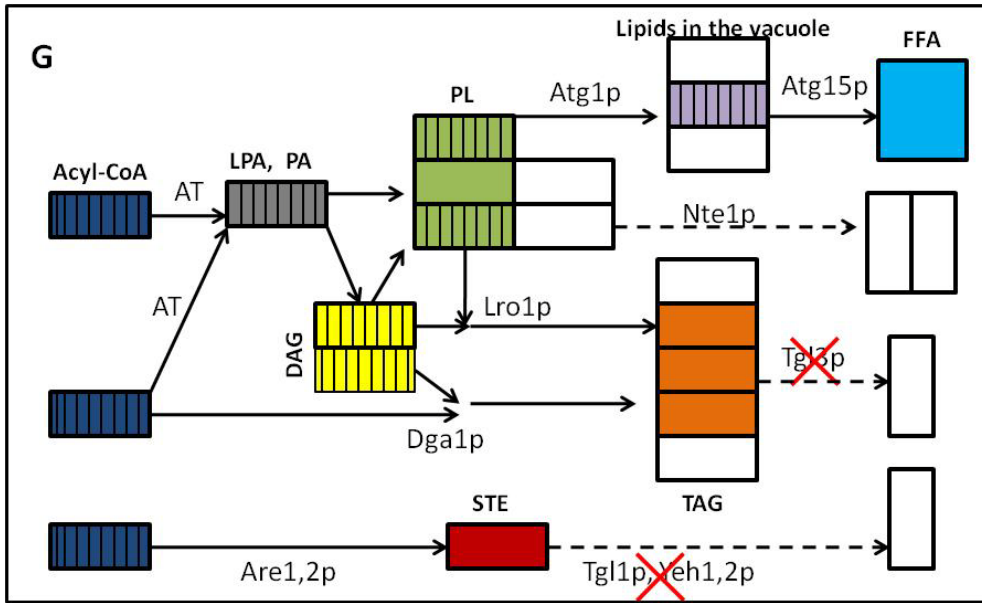 Lipids in the vacuole
FFA
G
PL
Atg1p
Atg15p
Acyl-CoA
LPA, PA
AT
Nte1p
AT
DAG
Lro1p
Tgl3p
Dga1p
STE
TAG
Are1,2p
Tgl1p, Yeh1,2p